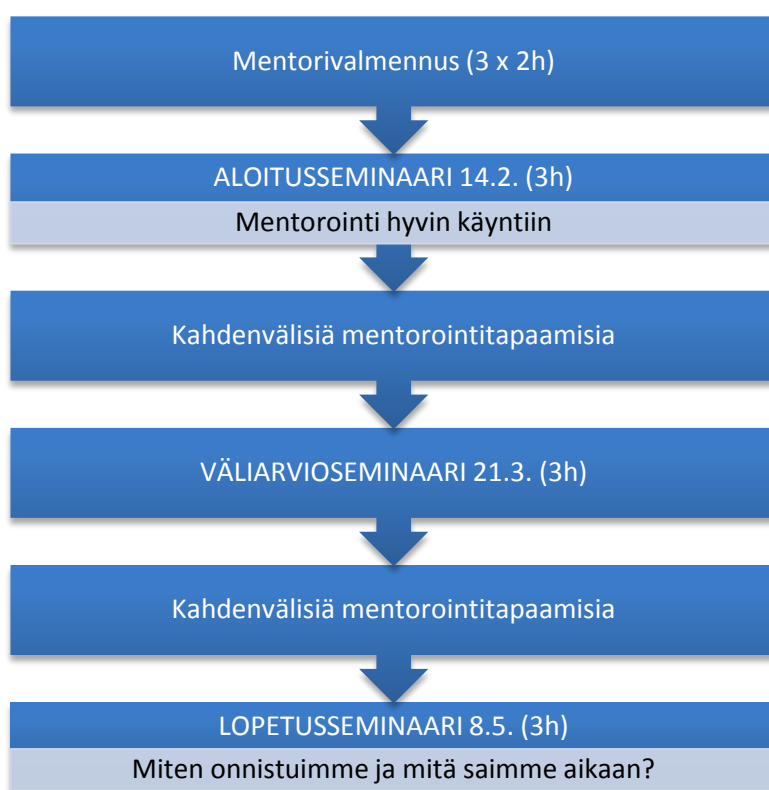 Mentorivalmennus (3 x 2h)
ALOITUSSEMINAARI 14.2. (3h)
Mentorointi hyvin käyntiin
Kahdenvälisiä mentorointitapaamisia
VÄLIARVIOSEMINAARI 21.3. (3h)
Kahdenvälisiä mentorointitapaamisia
LOPETUSSEMINAARI 8.5. (3h)
Miten onnistuimme ja mitä saimme aikaan?